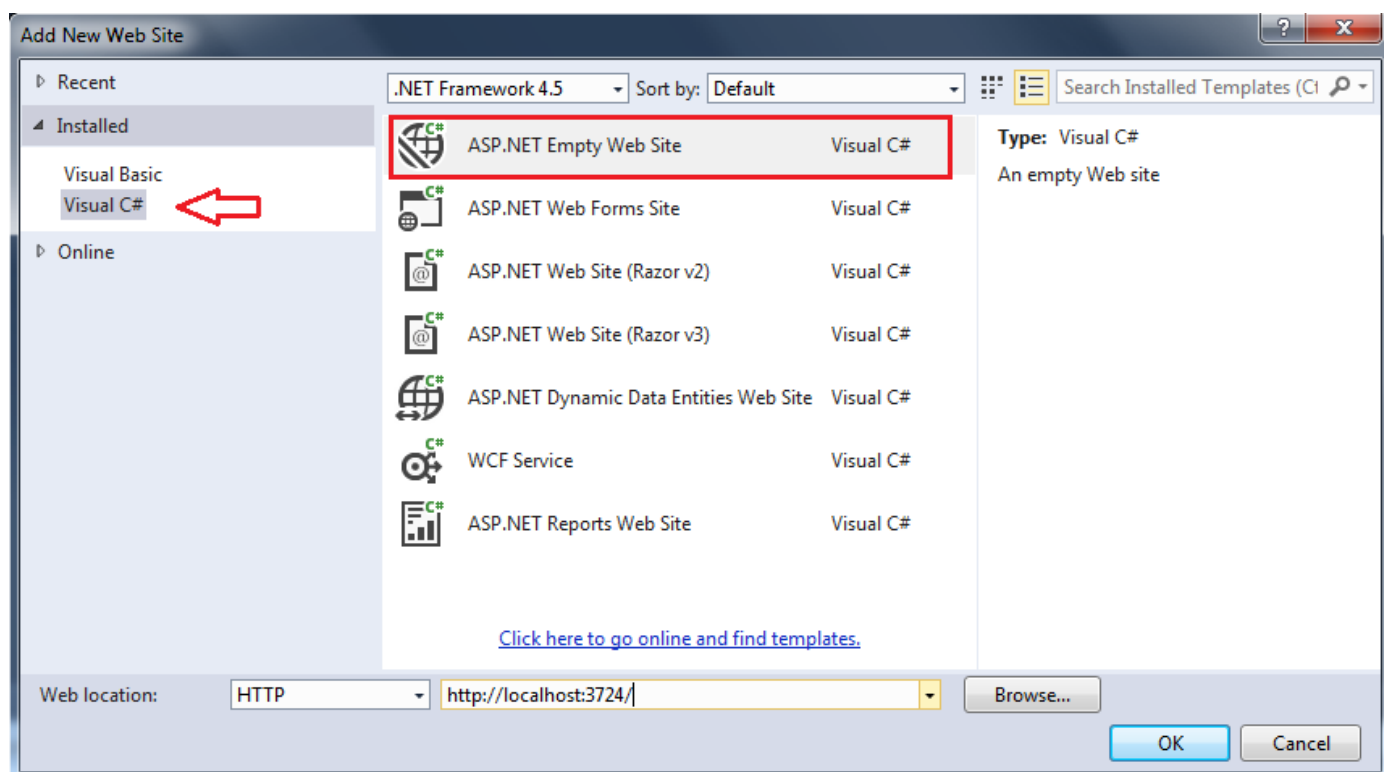 Add New Web Site
?
x
Recent
.NET Framework 4.5
Sort by:
Default
Search Installed Templates (Ct
Installed
Visual Basic
Visual C#
Online
ASP.NET Empty Web Site Visual C#
ASP.NET Web Forms Site Visual C#
ASP.NET Web Site (Razor v2) Visual C#
ASP.NET Web Site (Razor v3) Visual C#
ASP.NET Dynamic Data Entities Web Site Visual C#
WCF Service Visual C#
ASP.NET Reports Web Site Visual C#
Click here to go online and find templates.
Type: Visual C#
An empty Web site
Web location:
HTTP
http://localhost:3724/
Browse...
OK
Cancel